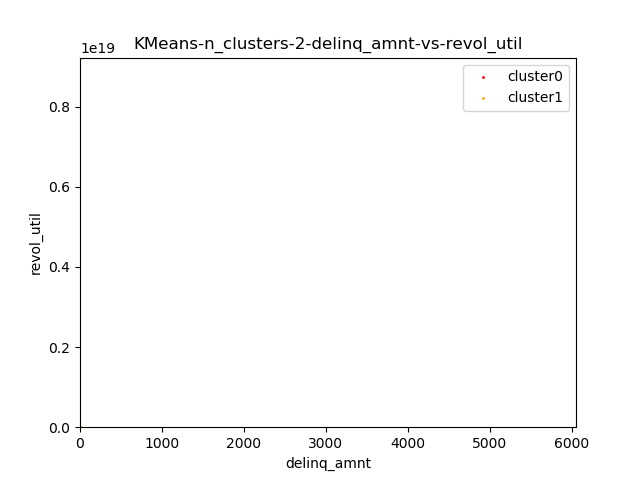 KMeans-n_clusters-2-delinq_amnt-vs-revol_util
1e19
cluster0
cluster1
0.8
0.6
0.4
0.2
0.0
revol_util
0 1000 2000 3000 4000 5000 6000
delinq_amnt